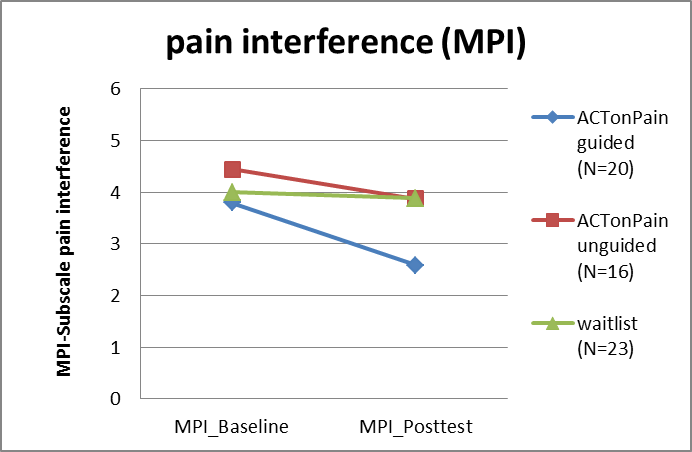 pain interference (MPI)
MPI-Subscale pain interference
6
5
4
3
2
1
0
MPI_Baseline
MPI_Posttest
ACTonPain
guided
(N=20)
ACTonPain
unguided
(N=16)
waitlist
(N=23)